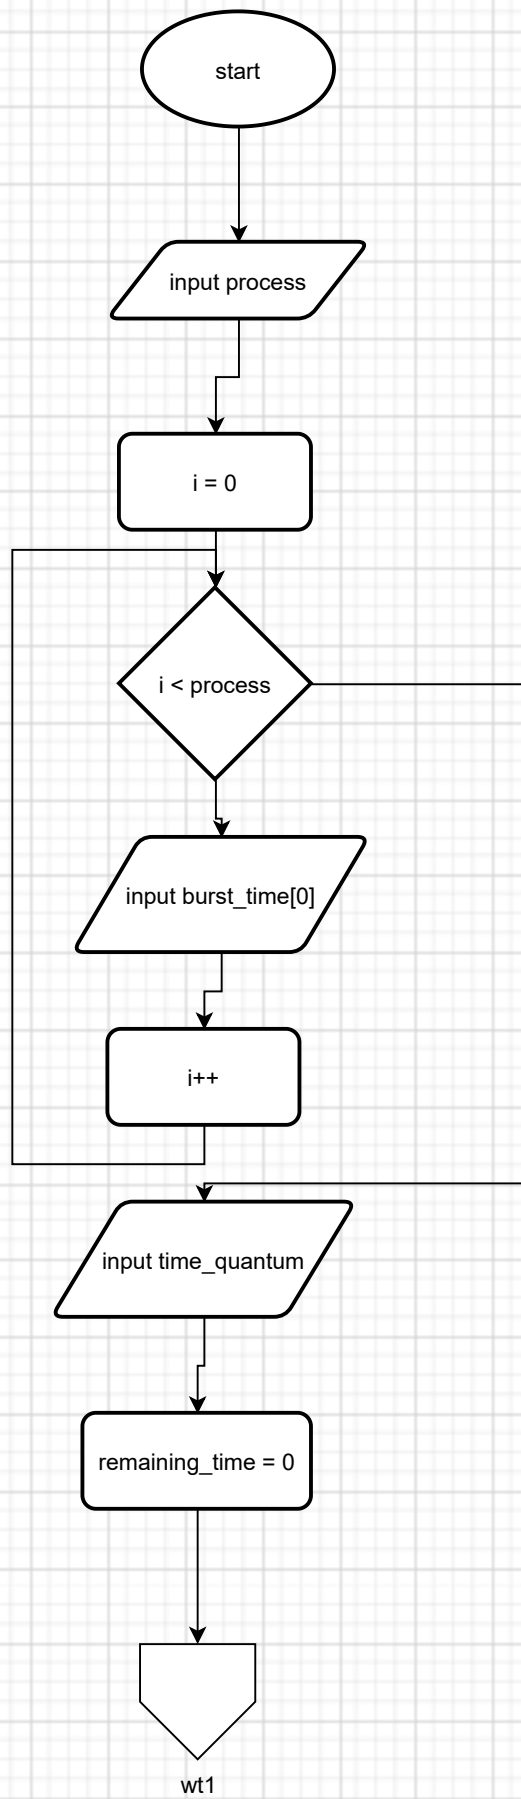 start
input process
i = 0
i < process
input burst_time[0]
i++
input time_quantum
remaining_time = 0
wt1